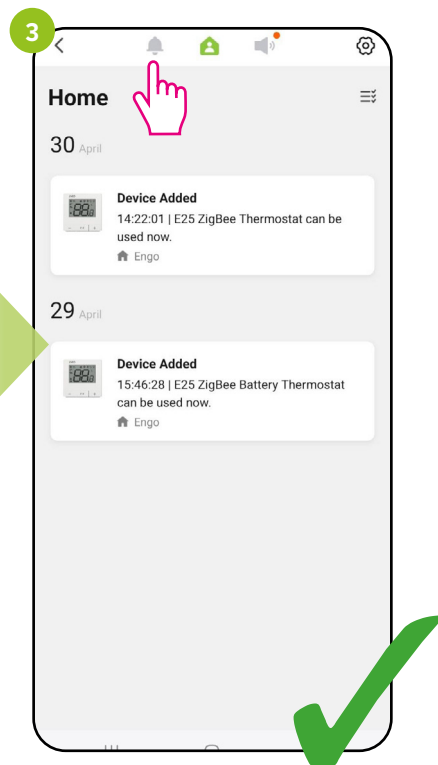 3
Home
30 April
Device Added
14:22:01 | E25 ZigBee Thermostat can be
used now.
Engo
29 April
Device Added
15:46:28 | E25 ZigBee Battery Thermostat
can be used now.
Engo